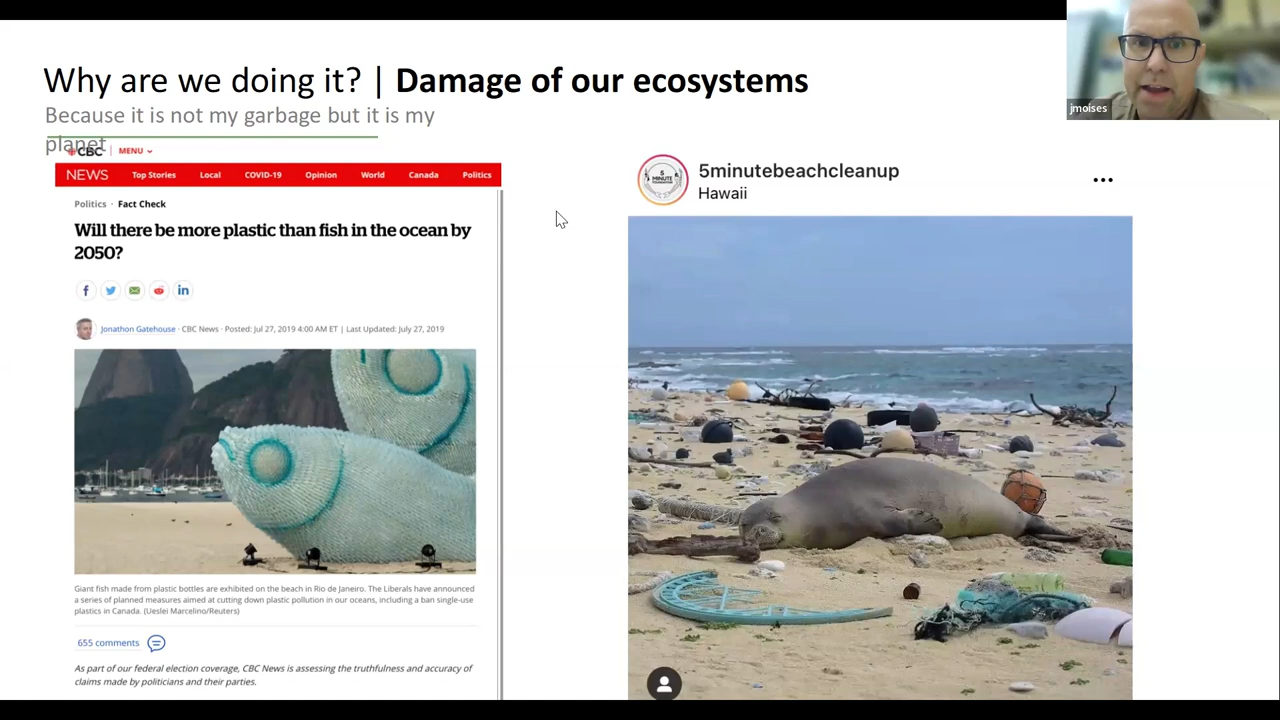 Why are we doing it? | Damage of our ecosystems
Because it is not my garbage but it is my
planet
CBC MENU
NEWS Top Stories Local COVID-19 Opinion World Canada Politics
Politics · Fact Check
Will there be more plastic than fish in the ocean by
2050?
Jonathon Gatehouse · CBC News · Posted: Jul 27, 2019 4:00 AM ET | Last Updated: July 27, 2019
Giant fish made from plastic bottles are exhibited on the beach in Rio de Janeiro. The Liberals have announced
a series of planned measures aimed at cutting down plastic pollution in our oceans, including a ban single-use
plastics in Canada. (Ueslei Marcelino/Reuters)
655 comments
As part of our federal election coverage, CBC News is assessing the truthfulness and accuracy of
claims made by politicians and their parties.
5 MINUTE
5minutebeachcleanup
Hawaii
jmoises